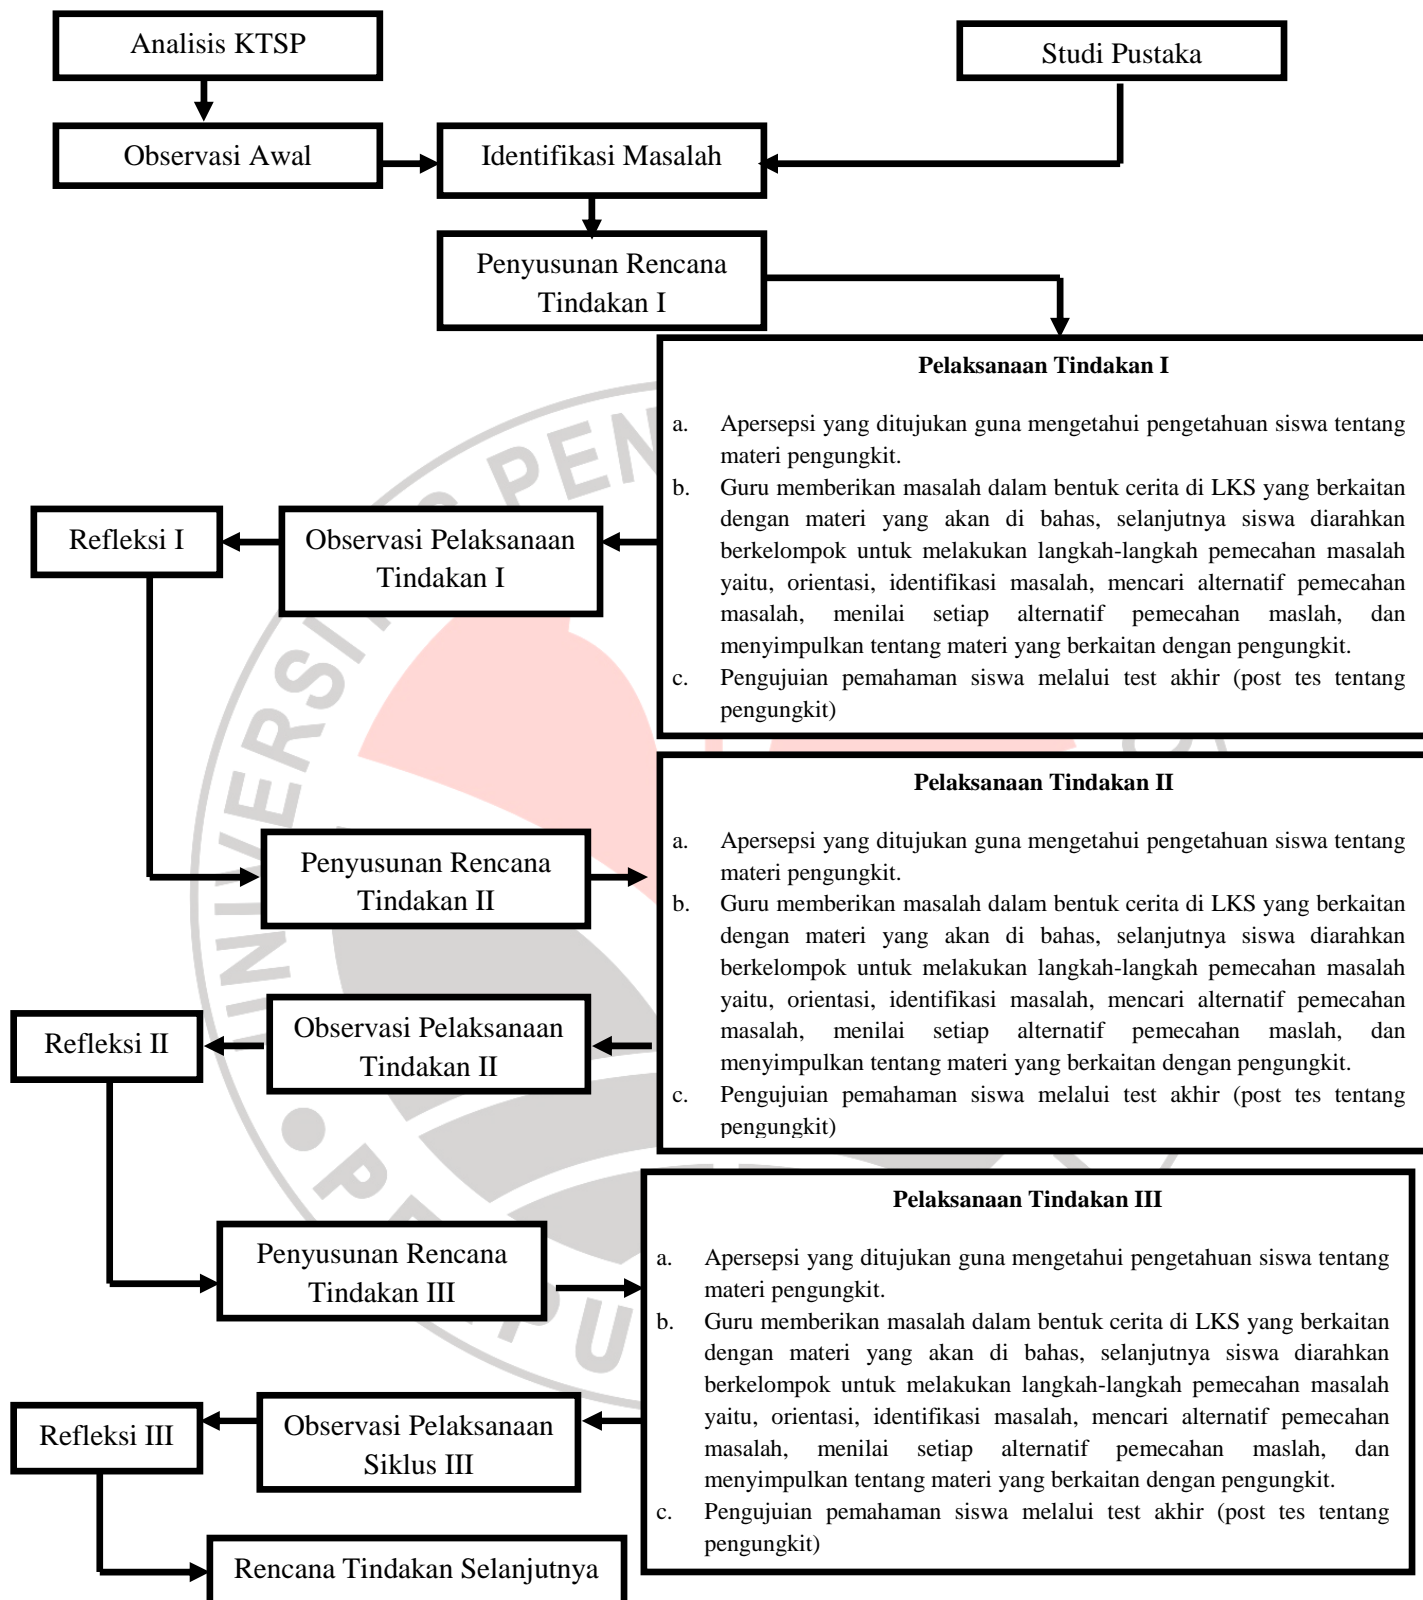 Analisis KTSP
Studi Pustaka
Observasi Awal
Identifikasi Masalah
Penyusunan Rencana
Tindakan I
Pelaksanaan Tindakan I
a. Apersepsi yang ditujukan guna mengetahui pengetahuan siswa tentang
materi pengungkit.
b. Guru memberikan masalah dalam bentuk cerita di LKS yang berkaitan
dengan materi yang akan di bahas, selanjutnya siswa diarahkan
berkelompok untuk melakukan langkah-langkah pemecahan masalah
yaitu, orientasi, identifikasi masalah, mencari alternatif pemecahan
masalah, menilai setiap alternatif pemecahan maslah, dan
menyimpulkan tentang materi yang berkaitan dengan pengungkit.
c. Pengujuian pemahaman siswa melalui test akhir (post tes tentang
pengungkit)
Refleksi I
Observasi Pelaksanaan
Tindakan I
Penyusunan Rencana
Tindakan II
Pelaksanaan Tindakan II
a. Apersepsi yang ditujukan guna mengetahui pengetahuan siswa tentang
materi pengungkit.
b. Guru memberikan masalah dalam bentuk cerita di LKS yang berkaitan
dengan materi yang akan di bahas, selanjutnya siswa diarahkan
berkelompok untuk melakukan langkah-langkah pemecahan masalah
yaitu, orientasi, identifikasi masalah, mencari alternatif pemecahan
masalah, menilai setiap alternatif pemecahan maslah, dan
menyimpulkan tentang materi yang berkaitan dengan pengungkit.
c. Pengujuian pemahaman siswa melalui test akhir (post tes tentang
pengungkit)
Refleksi II
Observasi Pelaksanaan
Tindakan II
Penyusunan Rencana
Tindakan III
Pelaksanaan Tindakan III
a. Apersepsi yang ditujukan guna mengetahui pengetahuan siswa tentang
materi pengungkit.
b. Guru memberikan masalah dalam bentuk cerita di LKS yang berkaitan
dengan materi yang akan di bahas, selanjutnya siswa diarahkan
berkelompok untuk melakukan langkah-langkah pemecahan masalah
yaitu, orientasi, identifikasi masalah, mencari alternatif pemecahan
masalah, menilai setiap alternatif pemecahan maslah, dan
menyimpulkan tentang materi yang berkaitan dengan pengungkit.
c. Pengujuian pemahaman siswa melalui test akhir (post tes tentang
pengungkit)
Refleksi III
Observasi Pelaksanaan
Siklus III
Rencana Tindakan Selanjutnya